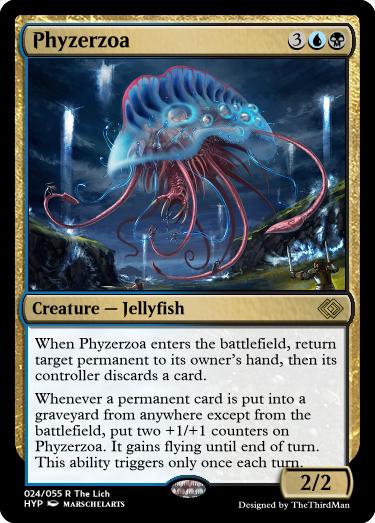 Phyzerzoa 3
Creature — Jellyfish
When Phyzerzoa enters the battlefield, return
target permanent to its owner's hand, then its
controller discards a card.
Whenever a permanent card is put into a
graveyard from anywhere except from the
battlefield, put two +1/+1 counters on
Phyzerzoa. It gains flying until end of turn.
This ability triggers only once each turn.
2/2
024/055 R The Lich
HYP MARSCHELARTS
Designed by TheThirdMan